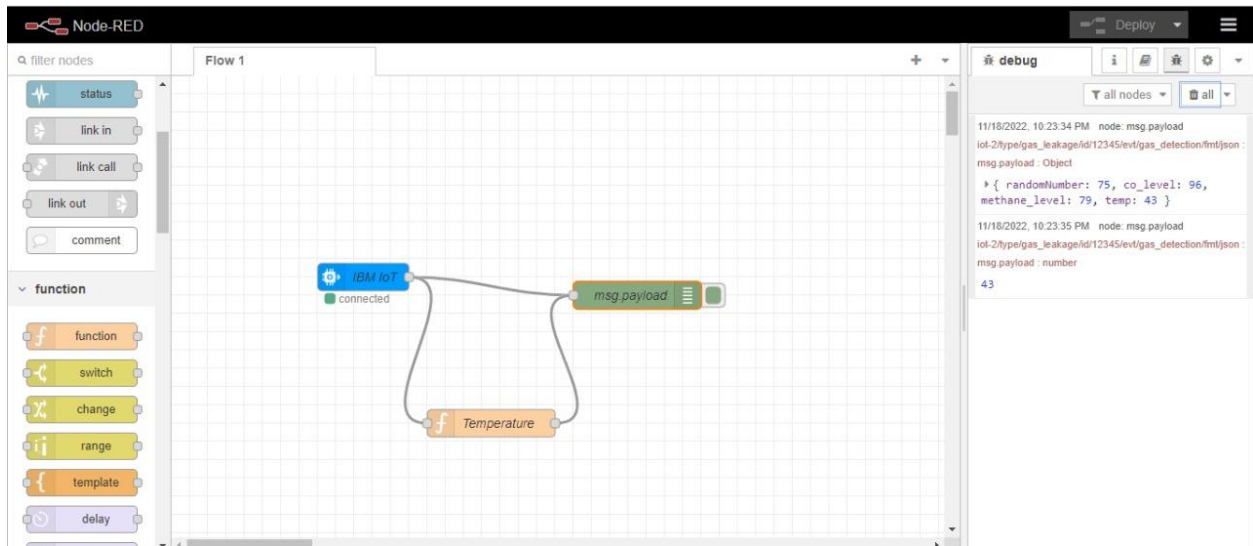 Node-RED
Deploy
filter nodes
Flow 1
debug
i
all nodes
all
status
link in
link call
link out
comment
function
function
switch
change
range
template
delay
IBM IoT
connected
msg.payload
Temperature
11/18/2022, 10:23:34 PM node: msg.payload
iot-2/type/gas_leakage/id/12345/evt/gas_detection/fmt/json :
msg.payload : Object
{ randomNumber: 75, co_level: 96,
methane_level: 79, temp: 43 }
11/18/2022, 10:23:35 PM node: msg.payload
iot-2/type/gas_leakage/id/12345/evt/gas_detection/fmt/json :
msg.payload : number
43